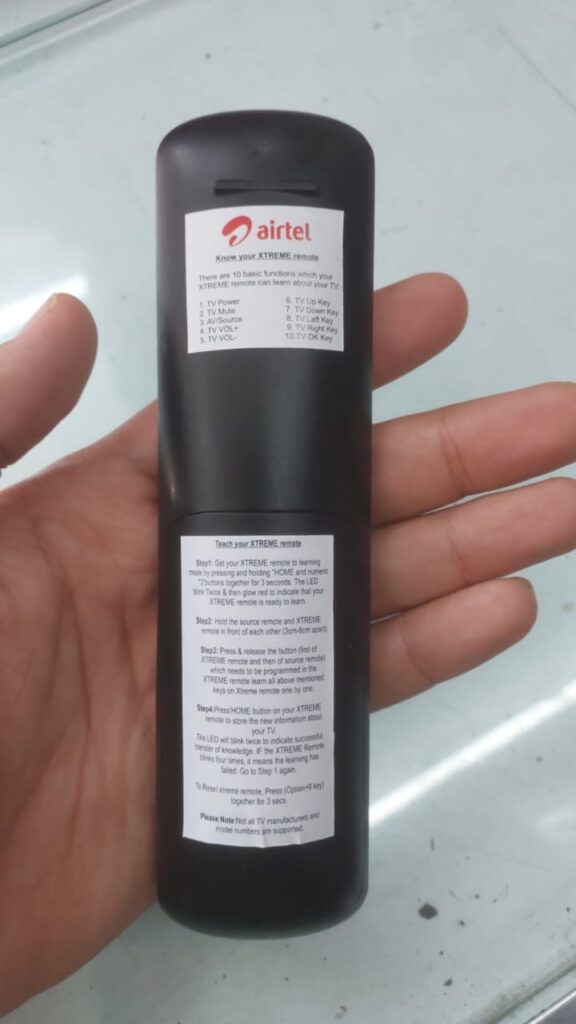 airtel
Know your XTREME remote
There are 10 basic functions which your
XTREME remote can learn about your TV:
1. TV Power
2. TV Mute
3. AV/Source
4. TV VOL+
5. TV VOL-
6. TV Up Key
7. TV Down Key
8. TV Left Key
9. TV Right Key
10.TV OK Key
Teach your XTREME remote
Step1: Get your XTREME remote to learning
mode by pressing and holding "HOME and numeric
"2"buttons together for 3 seconds. The LED
blink Twice & then glow red to indicate that your
XTREME remote is ready to learn.
Step2: Hold the source remote and XTREME
remote in front of each other (3cm-6cm apart).
Step3: Press & release the button (first of
XTREME remote and then of source remote)
which needs to be programmed in the
XTREME remote learn all above mentioned
keys on Xtreme remote one by one.
Step4:Press'HOME button on your XTREME
remote to store the new information about
your TV.
The LED will blink twice to indicate successful
transfer of knowledge. IF the XTREME Remote
blinks four times, it means the learning has
failed. Go to Step 1 again.
To Reset xtreme remote, Press (Option+9 key)
together for 3 secs.
Please Note:Not all TV manufacturers and
model numbers are supported.